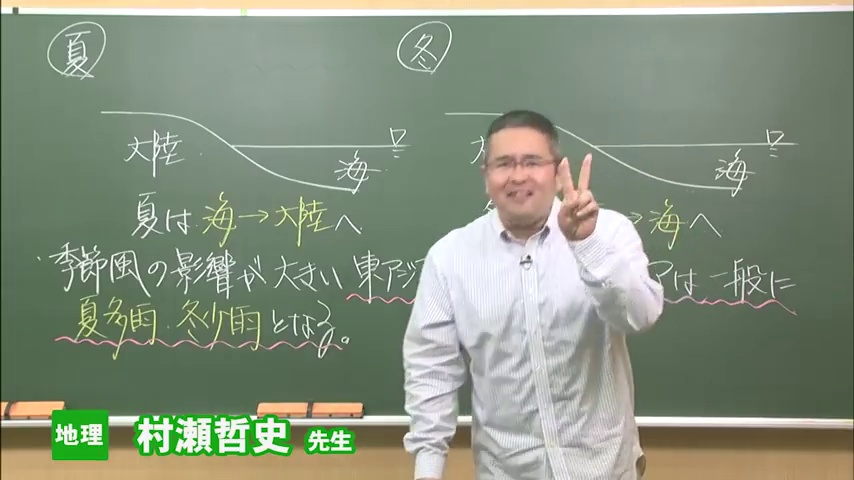 夏
冬
大陸
海
海
夏は 海→大陸へ
→海へ
季節風の影響が大きい 東アジア
アは一般に
夏多雨・冬少雨となる。
地理 村瀬哲史 先生